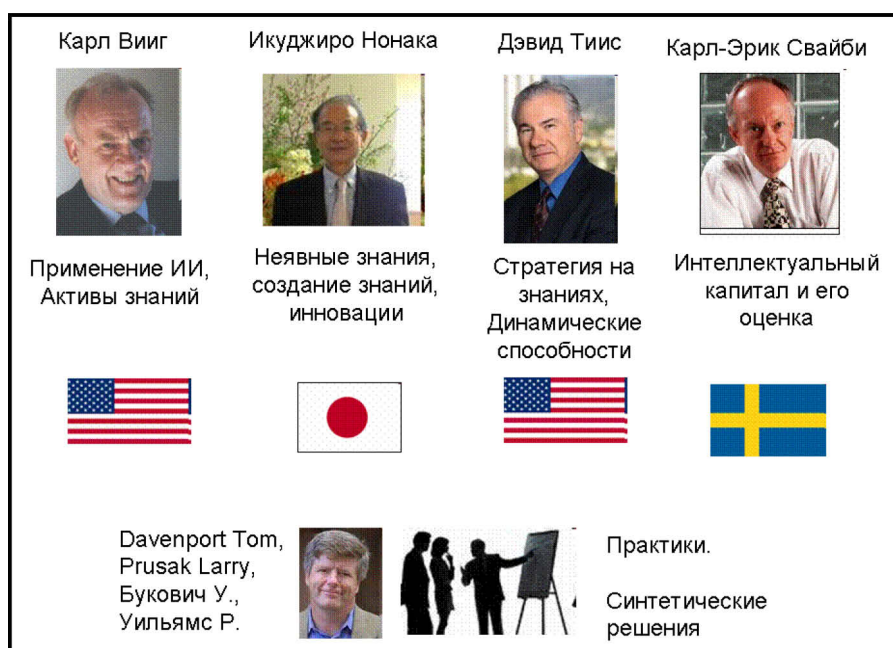 Карл Вииг
Икуджиро Нонака
Дэвид Тиис
Карл-Эрик Свайби
Применение ИИ,
Активы знаний
Неявные знания,
создание знаний,
инновации
Стратегия на
знаниях,
Динамические
способности
Интеллектуальный
капитал и его
оценка
Davenport Tom,
Prusak Larry,
Букович У.,
Уильямс Р.
Практики.
Синтетические
решения